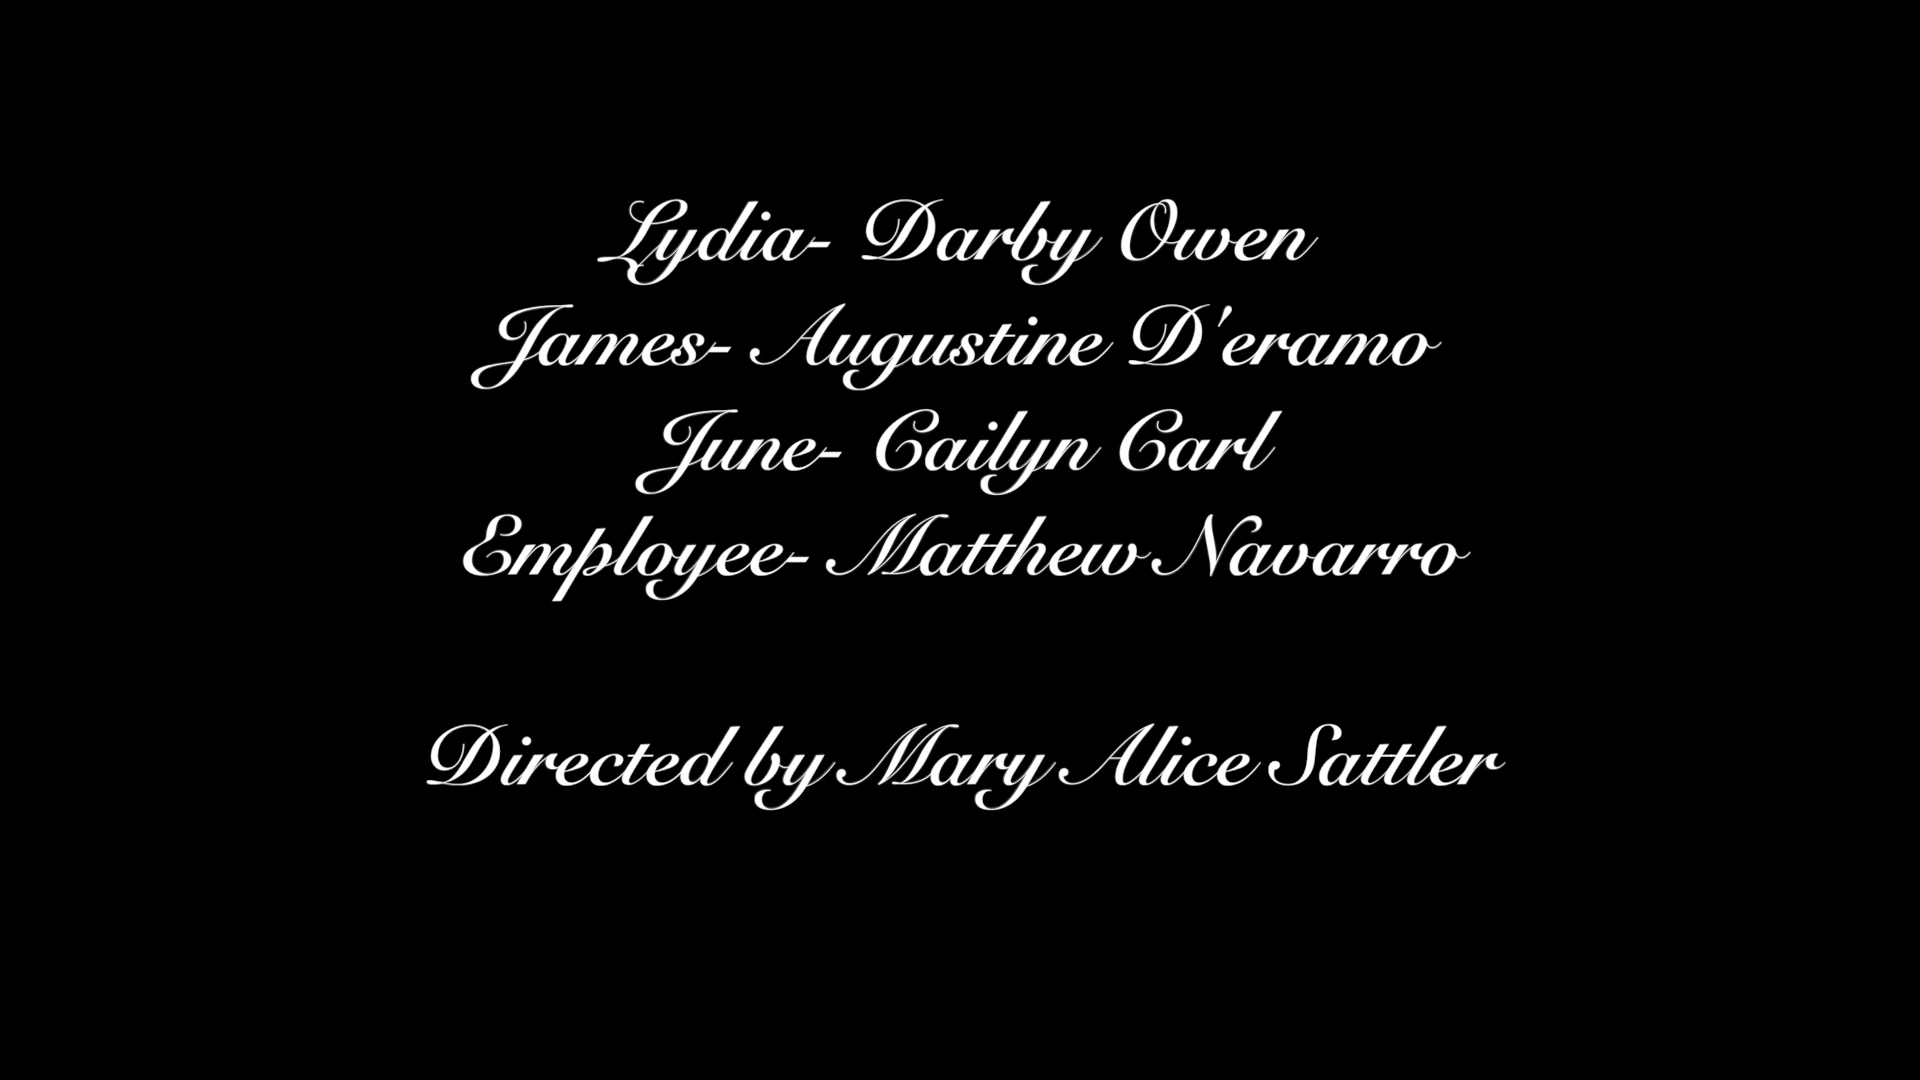 Lydia- Darby Owen
James- Augustine D'eramo
June- Cailyn Carl
Employee- Matthew Navarro
Directed by Mary Alice Sattler